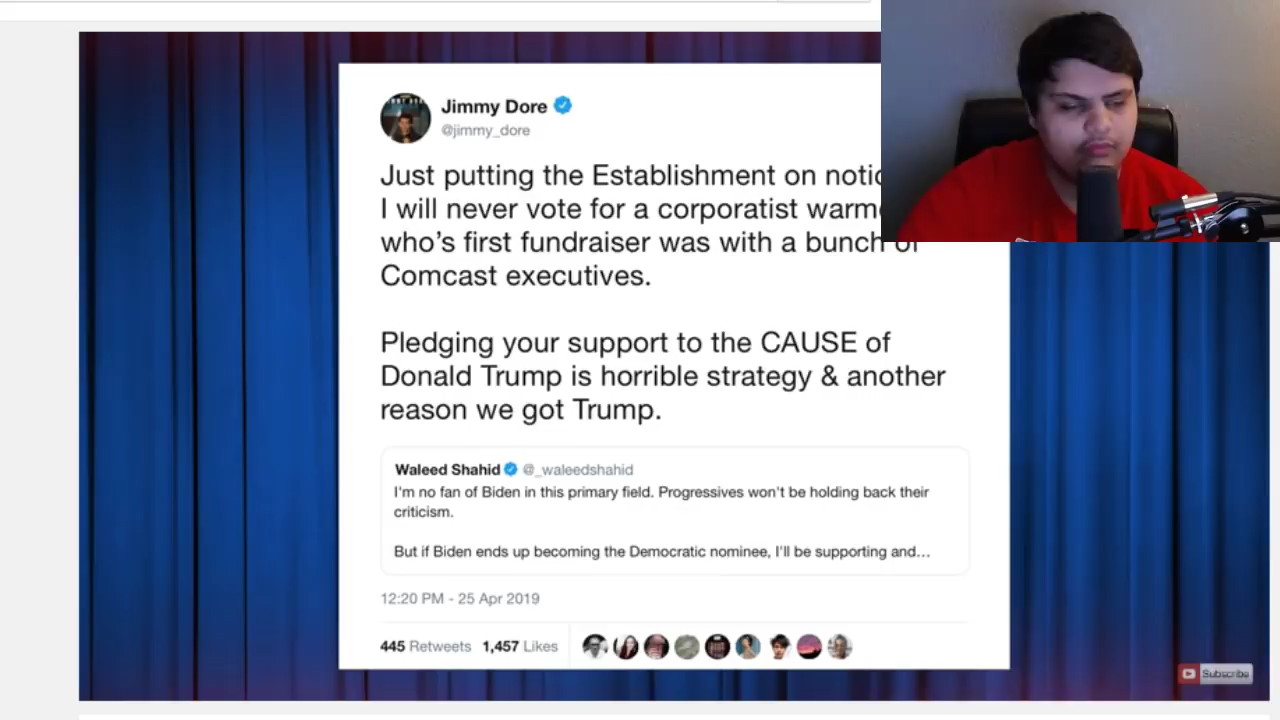 Jimmy Dore
@jimmy_dore
Just putting the Establishment on
I will never vote for a corporatist
who's first fundraiser was with a bunch of
Comcast executives.
Pledging your support to the CAUSE of
Donald Trump is horrible strategy & another
reason we got Trump.
Waleed Shahid @_waleedshahid
I'm no fan of Biden in this primary field. Progressives won't be holding back their
criticism.
But if Biden ends up becoming the Democratic nominee, I'll be supporting and...
12:20 PM - 25 Apr 2019
445 Retweets 1,457 Likes
Subscribe